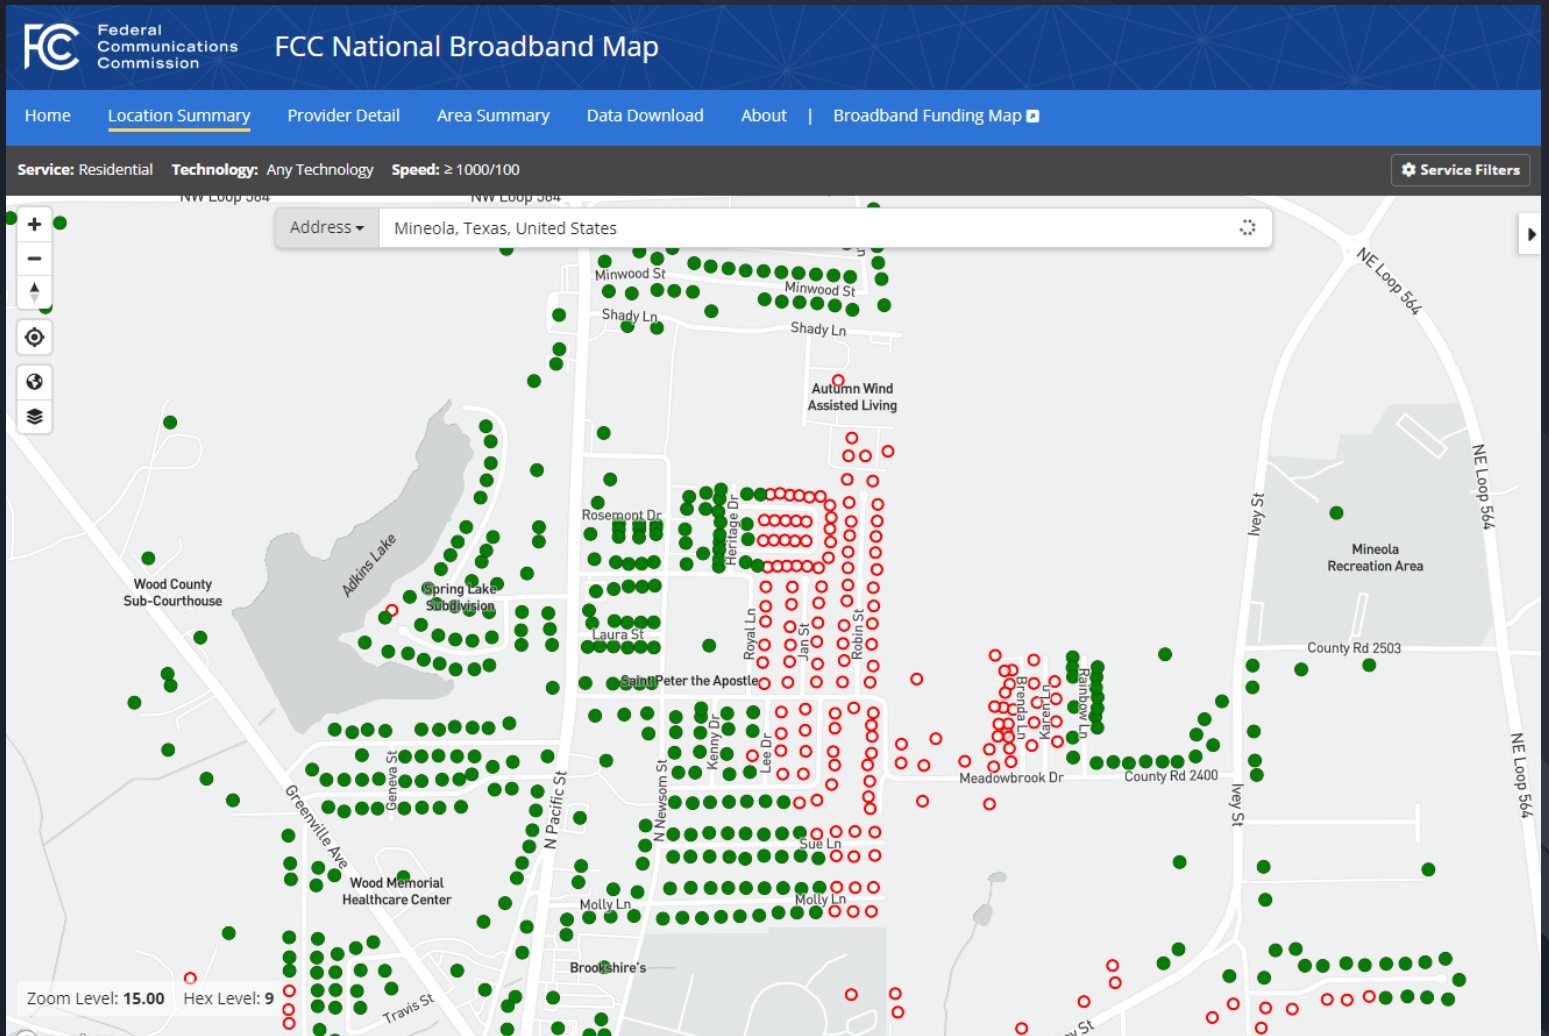 Federal
Communications
Commission
FCC National Broadband Map
Home
Location Summary
Provider Detail
Area Summary
Data Download
About
|
Broadband Funding Map
Service: Residential
Technology: Any Technology
Speed: ≥ 1000/100
Service Filters
NW Loop 564
NW Loop 564
Address
Mineola, Texas, United States
Minwood St
Minwood St
Shady Ln
Shady Ln
NE Loop 564
Autumn Wind
Assisted Living
NE Loop 564
Ivey St
Rosemont Dr
Heritage Dr
Adkins Lake
Mineola
Recreation Area
Wood County
Sub-Courthouse
Spring Lake
Subdivision
Laura St
Royal Ln
Jan St
Robin St
County Rd 2503
Saint Peter the Apostle
Brenda Ln
Karen Ln
Rainbow Ln
Kenny Dr
Lee Dr
NE Loop 564
Geneva St
Meadowbrook Dr
County Rd 2400
Greenville Ave
N Pacific St
N Newsom St
Ivey St
Sue Ln
Wood Memorial
Healthcare Center
Molly Ln
Molly Ln
Brookshire's
Zoom Level: 15.00
Hex Level: 9
Travis St